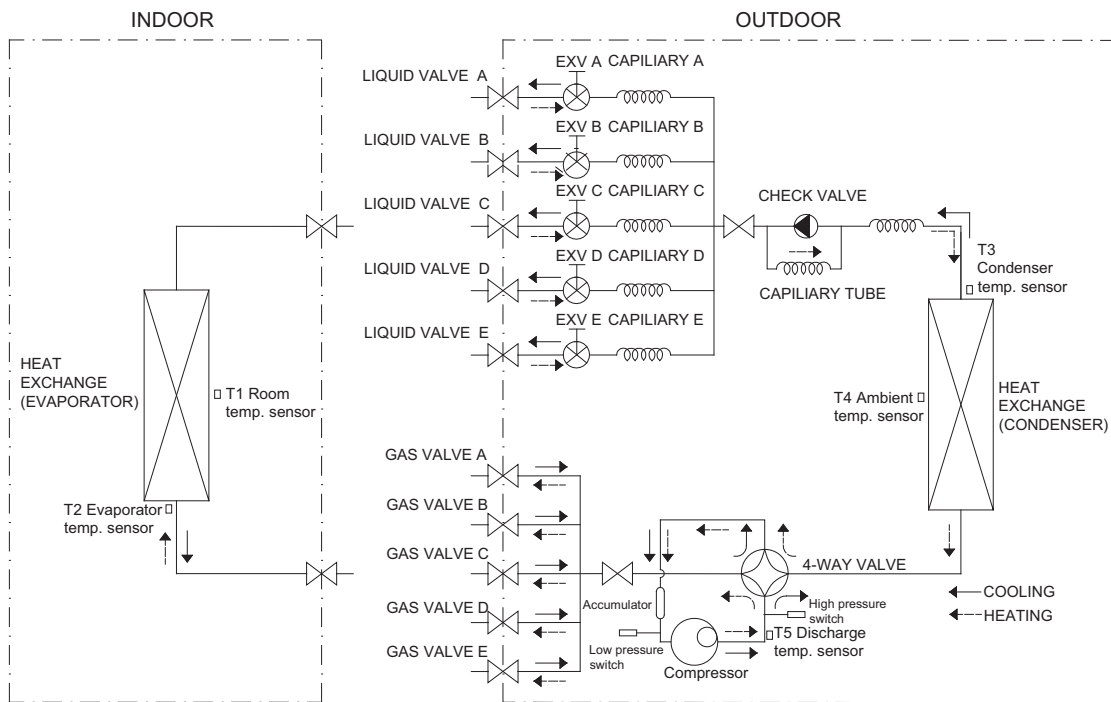 INDOOR
OUTDOOR
LIQUID VALVE A
EXV A CAPILIARY A
LIQUID VALVE B
EXV B CAPILIARY B
LIQUID VALVE C
EXV C CAPILIARY C
LIQUID VALVE D
EXV D CAPILIARY D
LIQUID VALVE E
EXV E CAPILIARY E
CHECK VALVE
CAPILIARY TUBE
T3
Condenser
temp. sensor
HEAT
EXCHANGE
(EVAPORATOR)
T1 Room
temp. sensor
T4 Ambient
temp. sensor
HEAT
EXCHANGE
(CONDENSER)
T2 Evaporator
temp. sensor
GAS VALVE A
GAS VALVE B
GAS VALVE C
GAS VALVE D
GAS VALVE E
4-WAY VALVE
Accumulator
Low pressure
switch
Compressor
High pressure
switch
T5 Discharge
temp. sensor
COOLING
HEATING